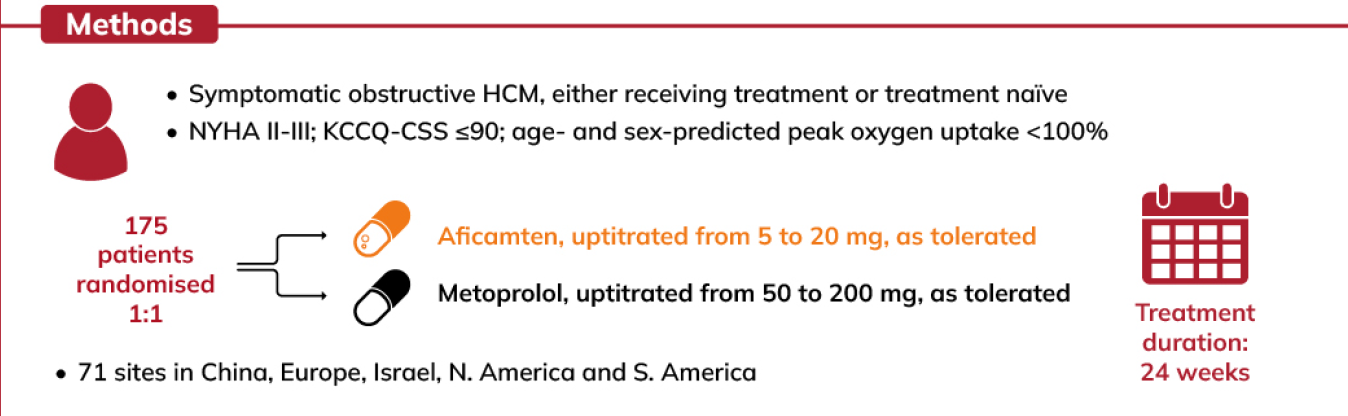 Methods
• Symptomatic obstructive HCM, either receiving treatment or treatment naïve
• NYHA II-III; KCCQ-CSS ≤90; age- and sex-predicted peak oxygen uptake <100%
175
patients
randomised
1:1
Aficamten, uptitrated from 5 to 20 mg, as tolerated
Metoprolol, uptitrated from 50 to 200 mg, as tolerated
Treatment
duration:
24 weeks
• 71 sites in China, Europe, Israel, N. America and S. America